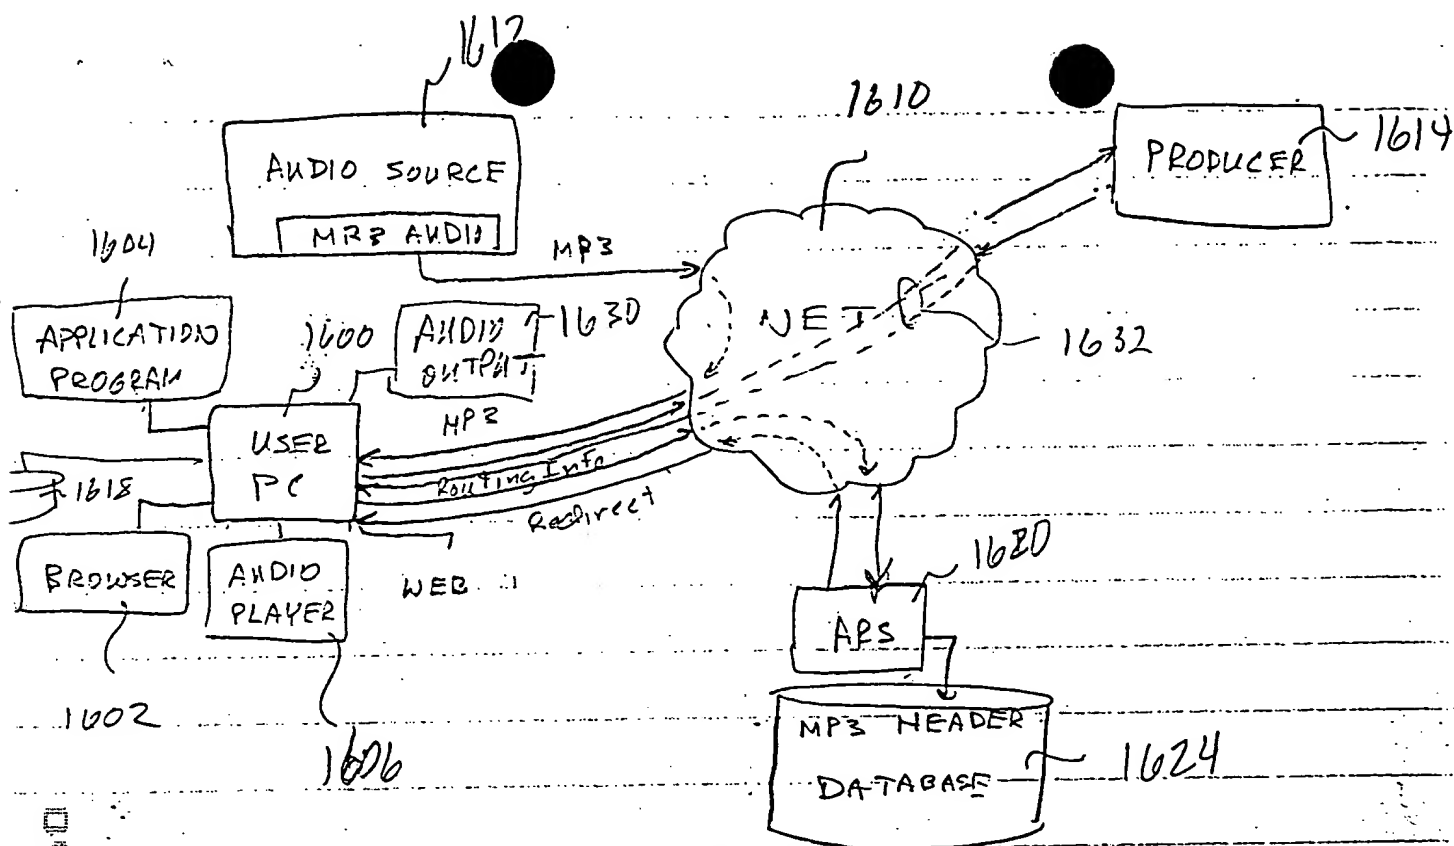 1612
1610
AUDIO SOURCE
MP3 AUDIO
PRODUCER
1614
1604
MP3
APPLICATION
PROGRAM
1600
AUDIO
OUTPUT
1630
NET
1632
MP3
USER
PC
1618
Routing Info
Redirect
BROWSER
AUDIO
PLAYER
WEB
1620
ARS
1602
1606
MP3 HEADER
DATABASE
1624